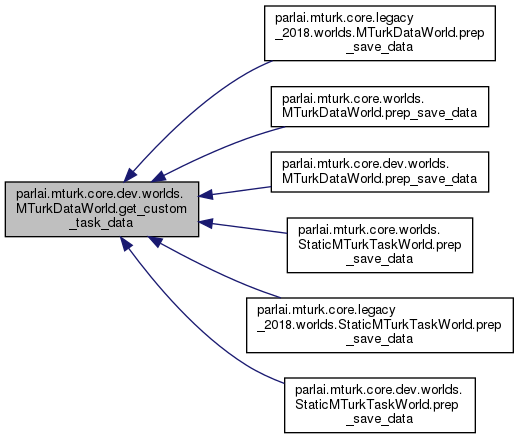 parlai.mturk.core.legacy
_2018.worlds.MTurkDataWorld.prep
_save_data
parlai.mturk.core.worlds.
MTurkDataWorld.prep_save_data
parlai.mturk.core.dev.worlds.
MTurkDataWorld.prep_save_data
parlai.mturk.core.dev.worlds.
MTurkDataWorld.get_custom
_task_data
parlai.mturk.core.worlds.
StaticMTurkTaskWorld.prep
_save_data
parlai.mturk.core.legacy
_2018.worlds.StaticMTurkTaskWorld.prep
_save_data
parlai.mturk.core.dev.worlds.
StaticMTurkTaskWorld.prep
_save_data